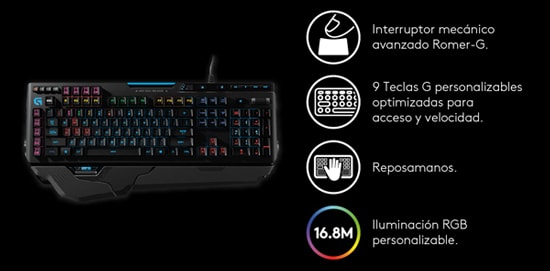 Interruptor mecánico
avanzado Romer-G.
9 Teclas G personalizables
optimizadas para
acceso y velocidad.
Reposamanos.
16.8M
Iluminación RGB
personalizable.